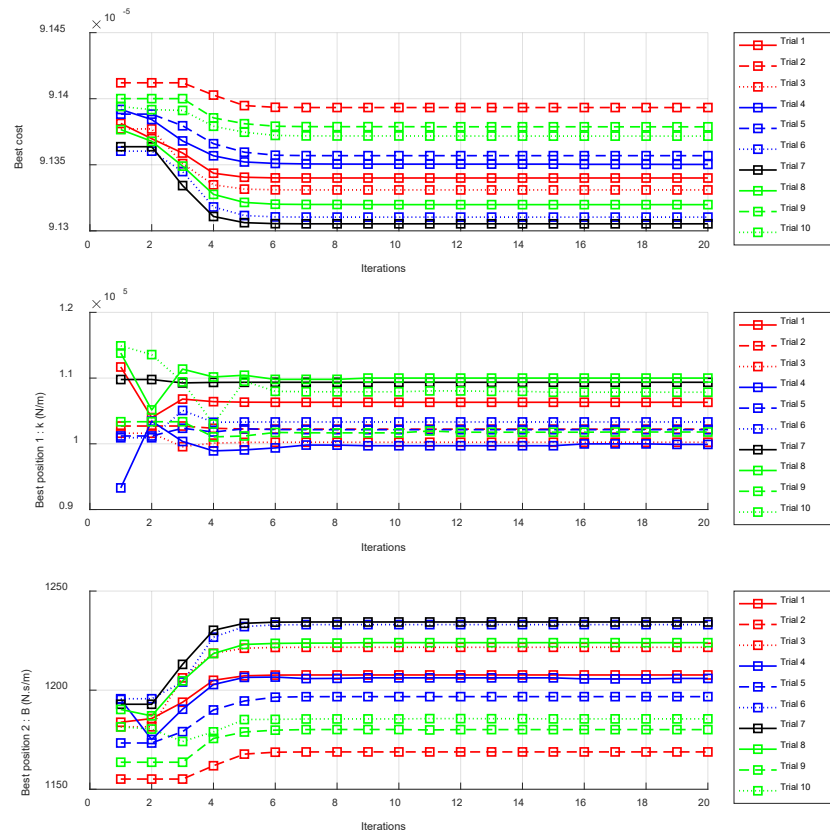 × 10 -5
9.145
9.14
9.135
9.13
Best cost
0 2 4 6 8 10 12 14 16 18 20
Iterations
Trial 1
Trial 2
Trial 3
Trial 4
Trial 5
Trial 6
Trial 7
Trial 8
Trial 9
Trial 10
× 10 5
1.2
1.1
1
0.9
Best position 1 : k (N/m)
0 2 4 6 8 10 12 14 16 18 20
Iterations
Trial 1
Trial 2
Trial 3
Trial 4
Trial 5
Trial 6
Trial 7
Trial 8
Trial 9
Trial 10
1250
1200
1150
Best position 2 : B (N.s/m)
0 2 4 6 8 10 12 14 16 18 20
Iterations
Trial 1
Trial 2
Trial 3
Trial 4
Trial 5
Trial 6
Trial 7
Trial 8
Trial 9
Trial 10